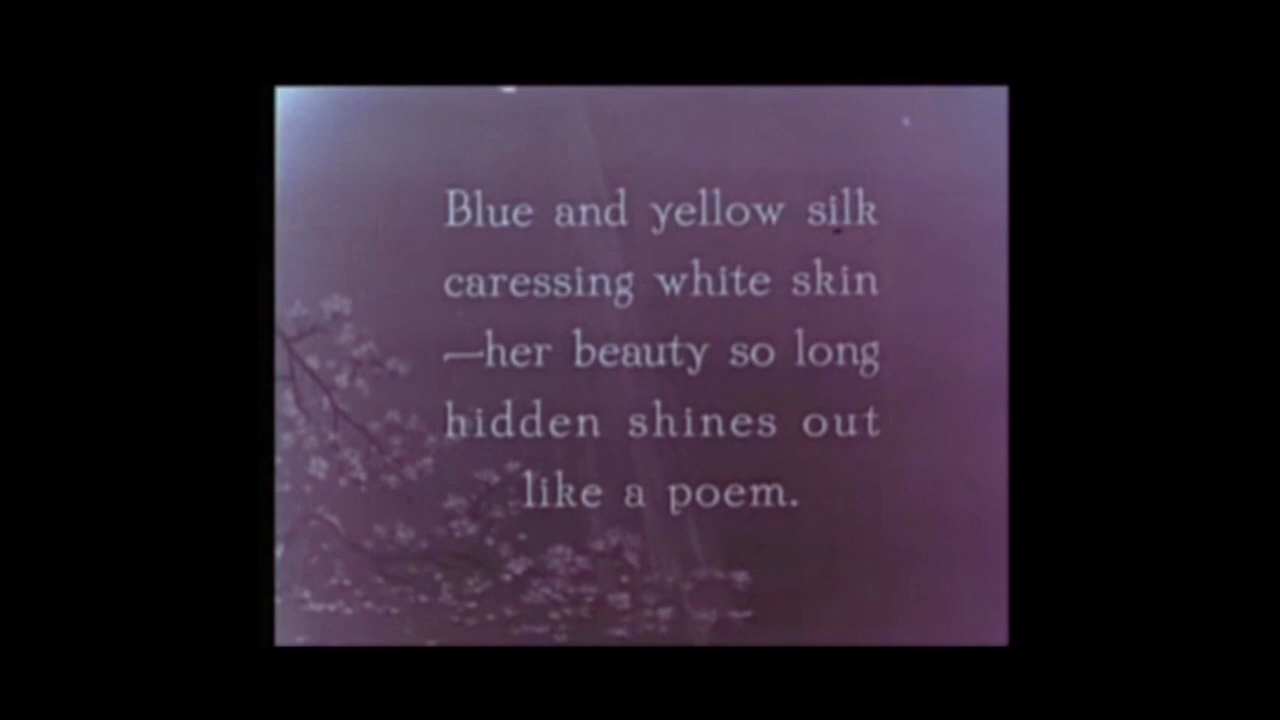 Blue and yellow silk
caressing white skin
—her beauty so long
hidden shines out
like a poem.